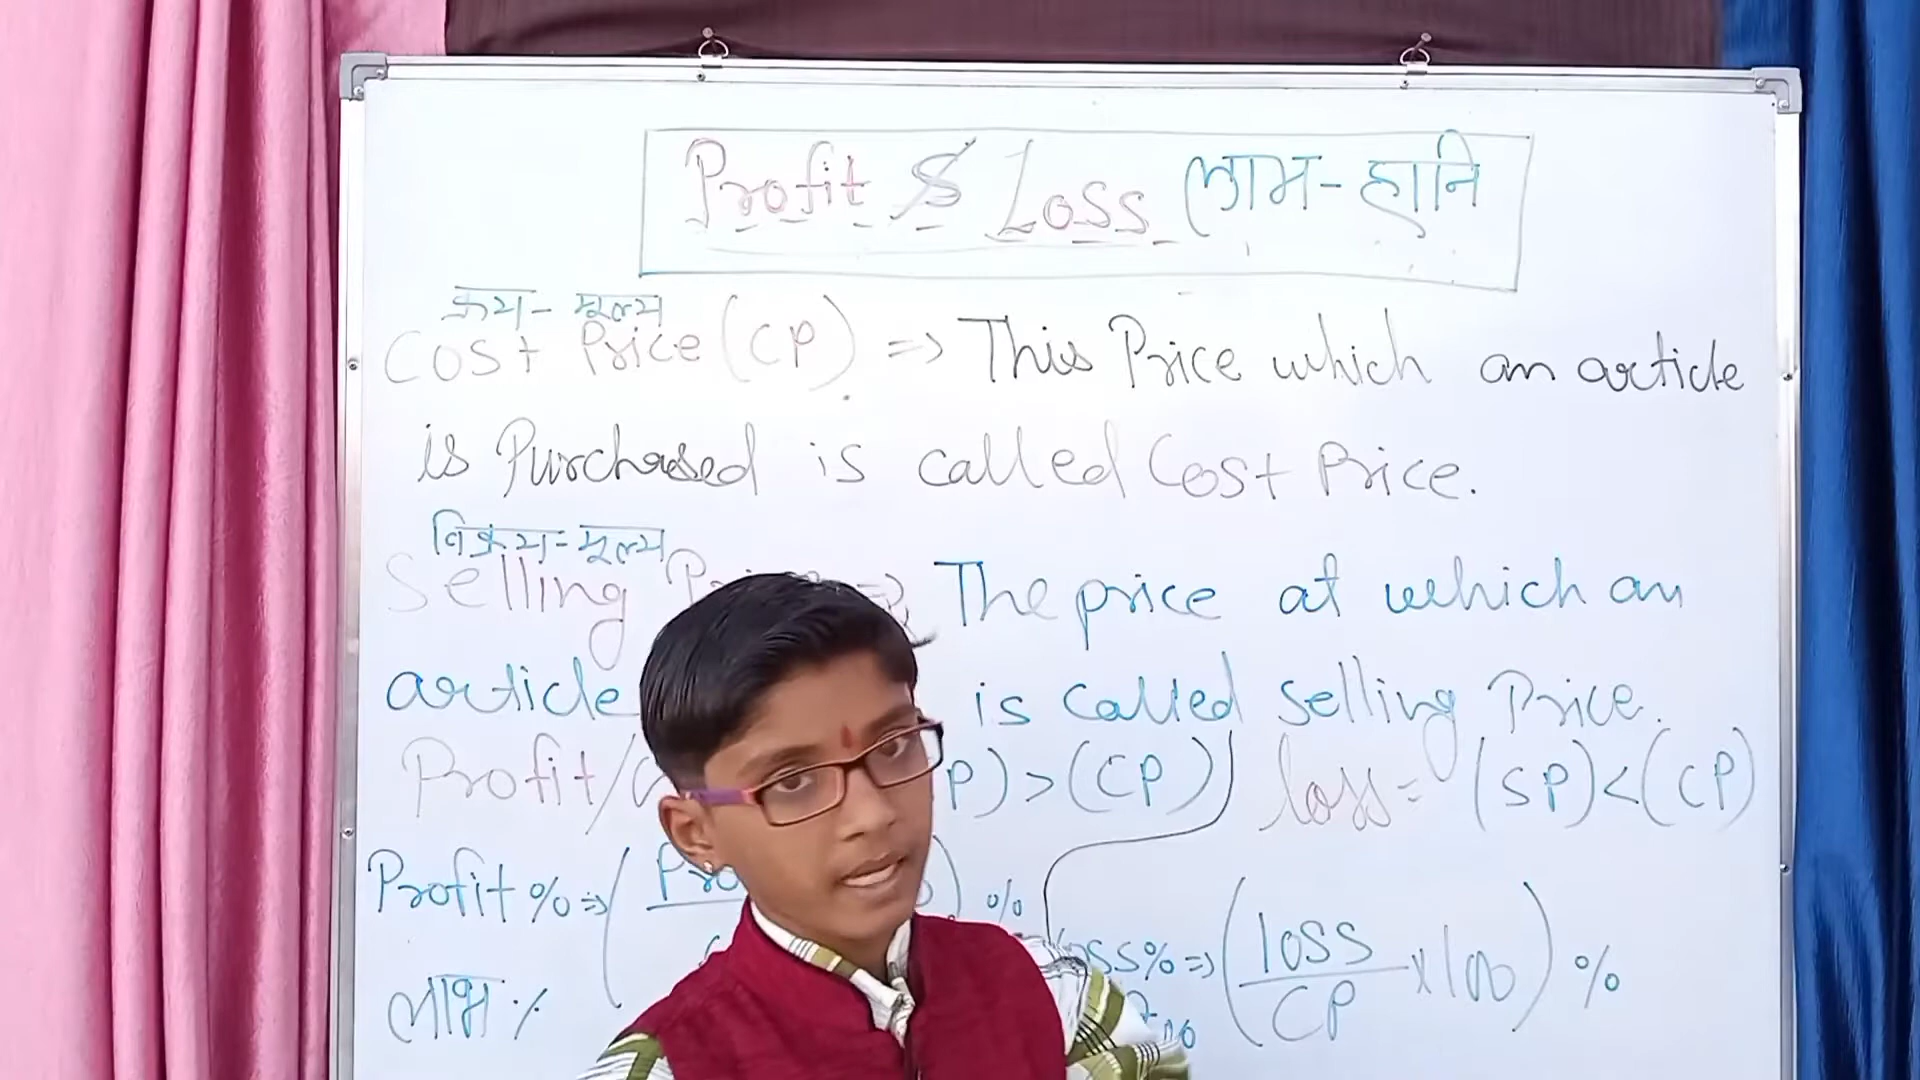 Profit & Loss लाभ-हानि
क्रय-मूल्य
Cost Price (CP) => This Price which an article
is Purchased is called Cost Price.
विक्रय-मूल्य
Selling => The price at which an
article is called selling Price.
Profit/ P) > (CP) loss = (SP) < (CP)
Profit % => ( ) %
loss% => (loss/CP x 100) %
लाभ %